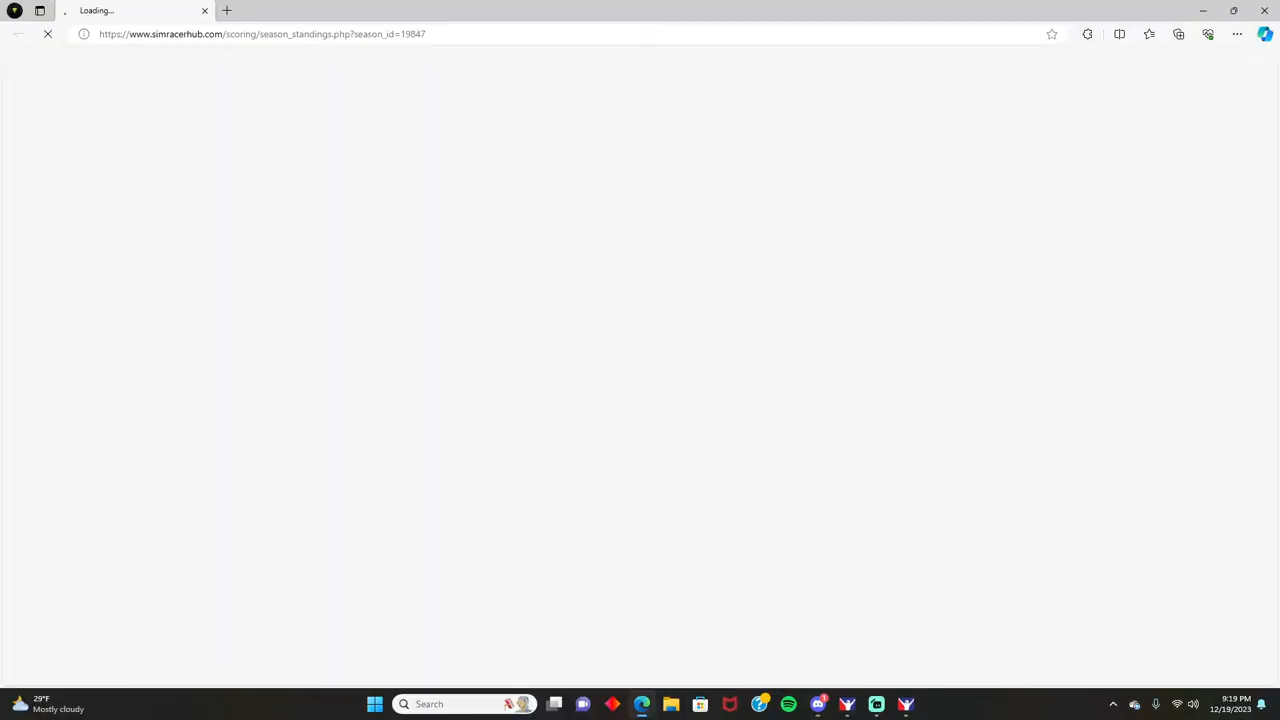 Loading...
https://www.simracerhub.com/scoring/season_standings.php?season_id=19847
29°F
Mostly cloudy
Search
1
9:19 PM
12/19/2023